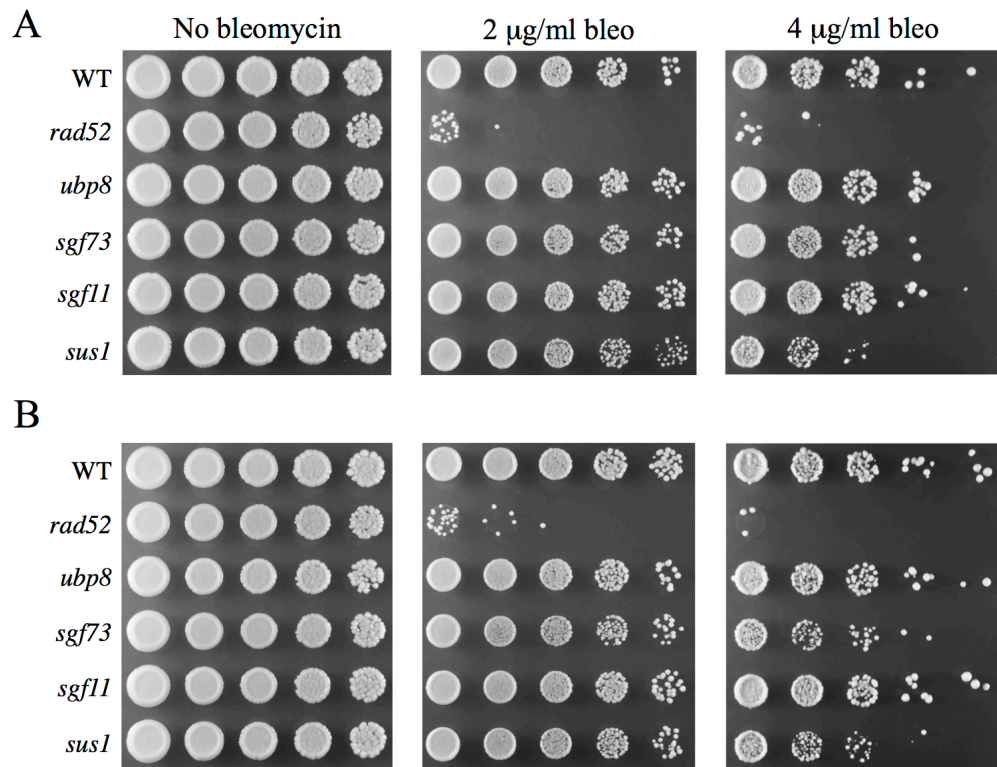 A
No bleomycin
2 μg/ml bleo
4 μg/ml bleo
WT
rad52
ubp8
sgf73
sgf11
sus1
B
WT
rad52
ubp8
sgf73
sgf11
sus1